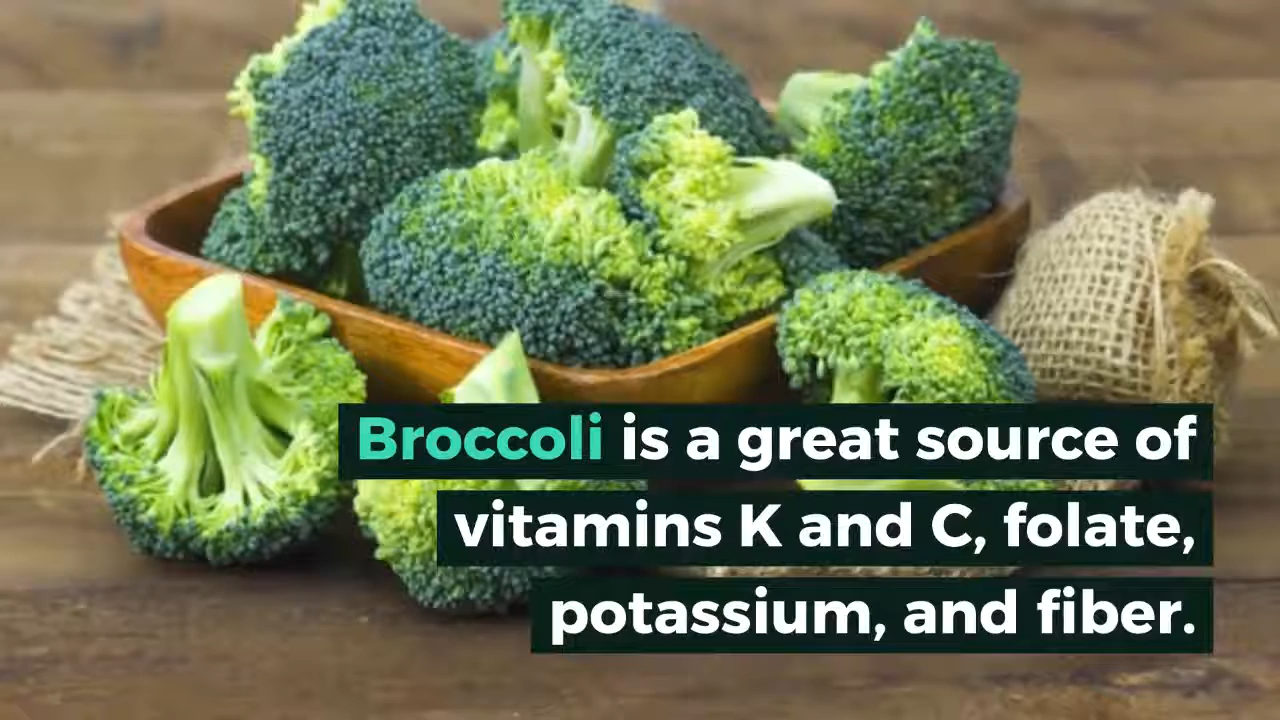 Broccoli is a great source of
vitamins K and C, folate,
potassium, and fiber.